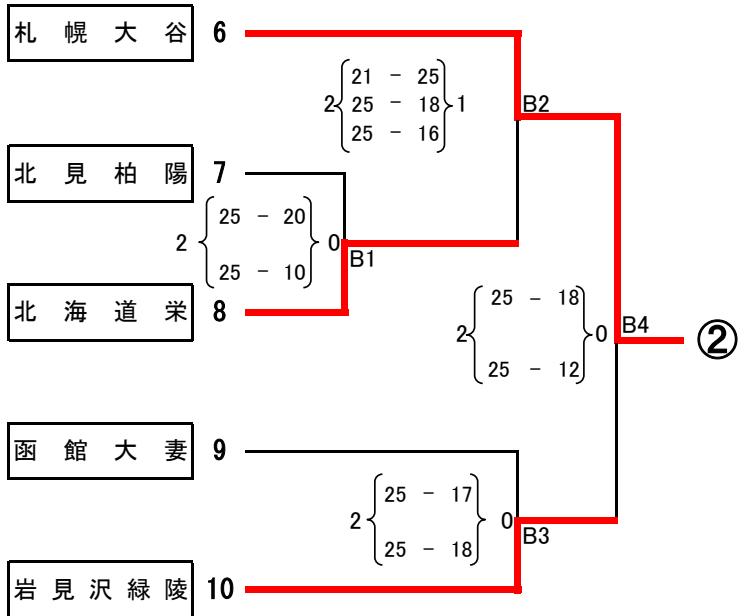 札幌大谷 6
2 21 - 25 1
25 - 18
25 - 16
B2
北見柏陽 7
2 25 - 20 0
25 - 10
B1
北海道栄 8
2 25 - 18 0
25 - 12
B4
②
函館大妻 9
2 25 - 17 0
25 - 18
B3
岩見沢緑陵 10